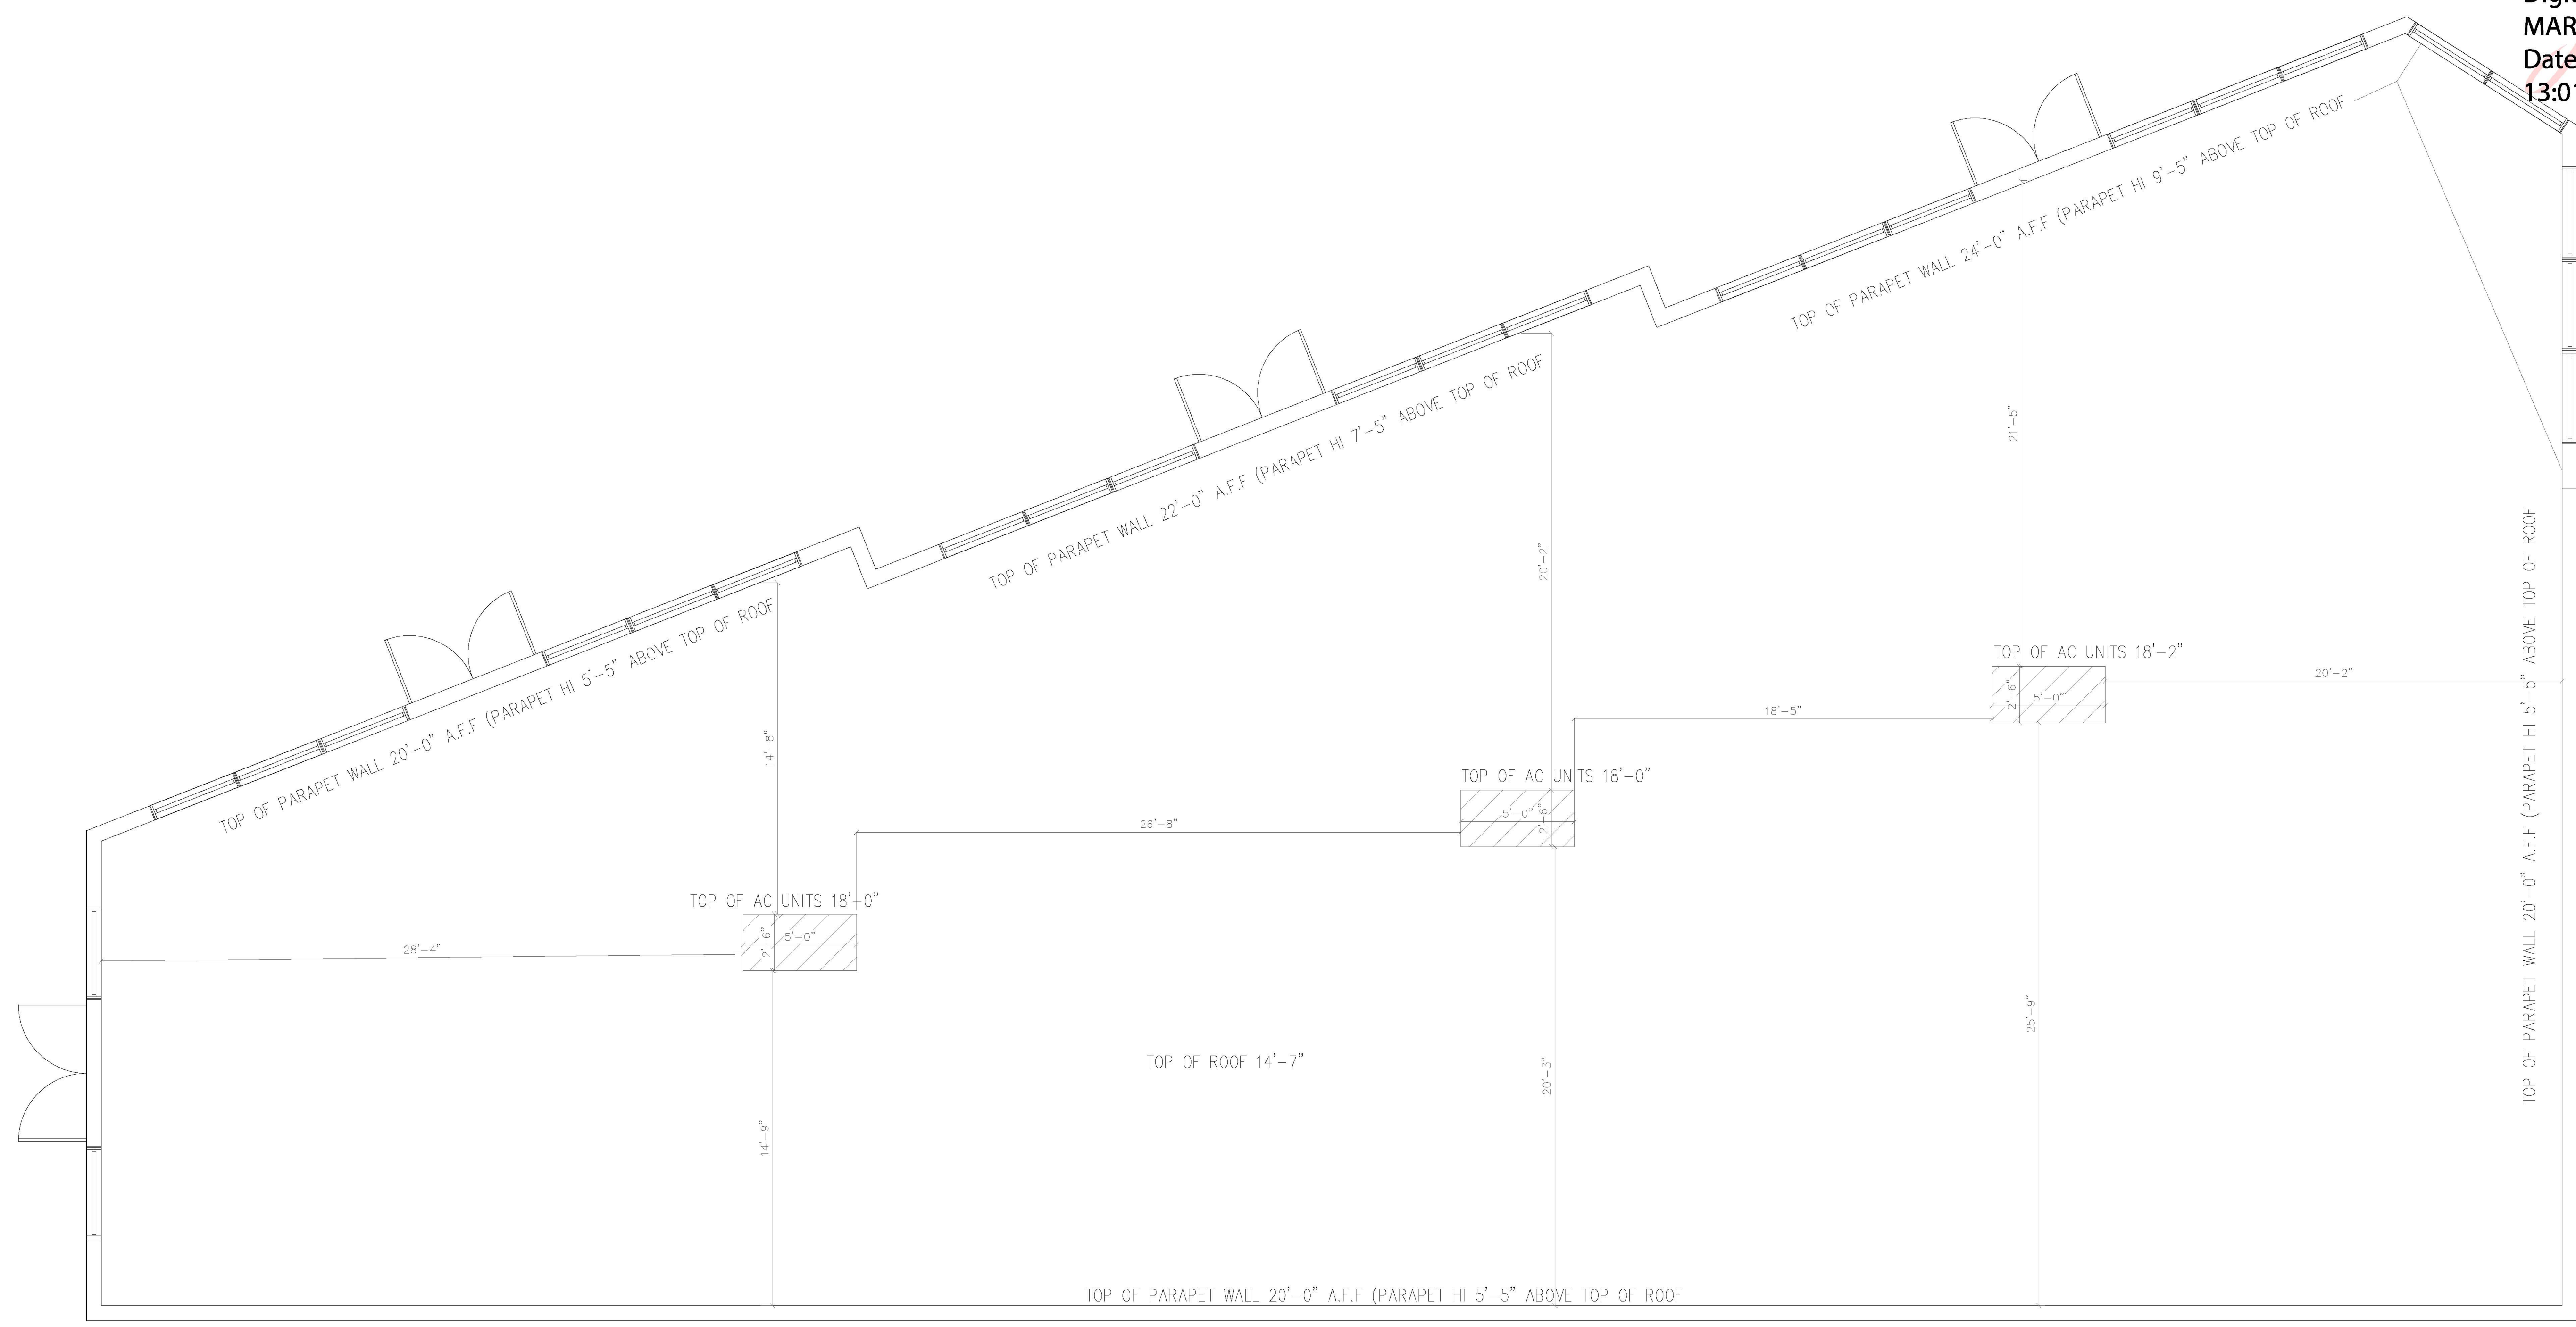 MAR
Date
13:01
TOP OF PARAPET WALL 24'-0" A.F.F (PARAPET HI 9'-5" ABOVE TOP OF ROOF
TOP OF PARAPET WALL 22'-0" A.F.F (PARAPET HI 7'-5" ABOVE TOP OF ROOF
TOP OF PARAPET WALL 20'-0" A.F.F (PARAPET HI 5'-5" ABOVE TOP OF ROOF
21'-5"
20'-2"
14'-8"
TOP OF AC UNITS 18'-2"
2'-6"
5'-0"
20'-2"
18'-5"
TOP OF AC UNITS 18'-0"
5'-0"
2'-6"
26'-8"
TOP OF AC UNITS 18'-0"
2'-6"
5'-0"
28'-4"
TOP OF PARAPET WALL 20'-0" A.F.F (PARAPET HI 5'-5" ABOVE TOP OF ROOF
25'-9"
TOP OF ROOF 14'-7"
20'-3"
14'-9"
TOP OF PARAPET WALL 20'-0" A.F.F (PARAPET HI 5'-5" ABOVE TOP OF ROOF